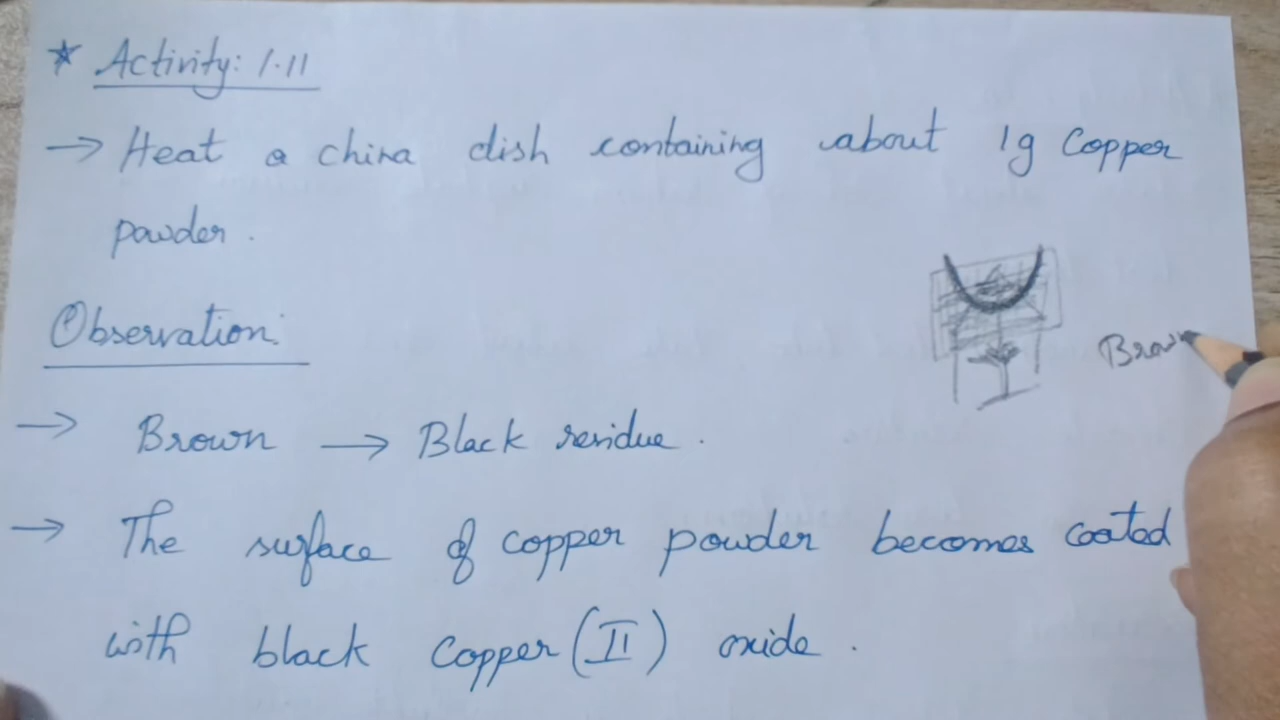 ★ Activity: 1.11
→ Heat a china dish containing about 1g Copper
powder.
Observation:
Brow
→ Brown → Black residue.
→ The surface of copper powder becomes coated
with black Copper (II) oxide.